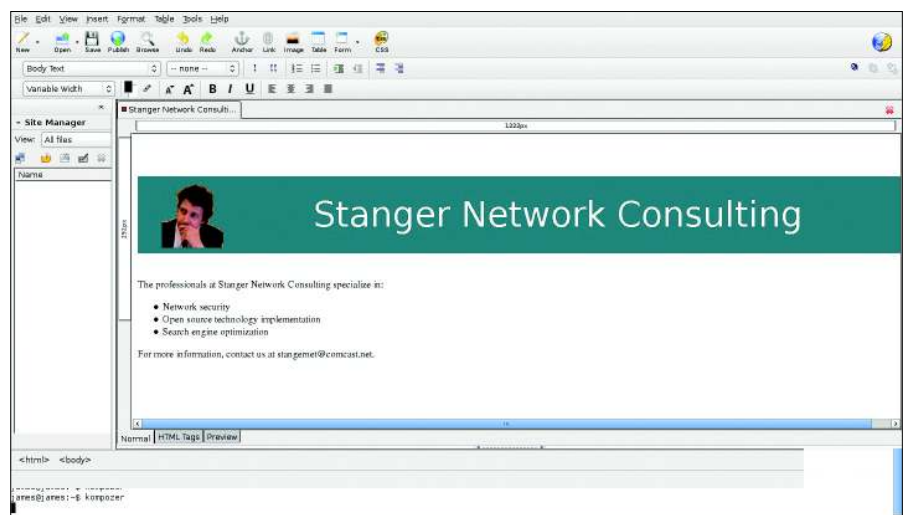 File Edit View Insert Format Table Tools Help
New Open Save Publish Browse Undo Redo Anchor Link Image Table Form CSS
Body Text -- none --
Variable Width B I U
Stanger Network Consulti...
Site Manager
View: All files
Name
1333px
292px
Stanger Network Consulting
The professionals at Stanger Network Consulting specialize in:
Network security
Open source technology implementation
Search engine optimization
For more information, contact us at stangernet@comcast.net.
Normal HTML Tags Preview
<html> <body>
james@james:~$ kompozer